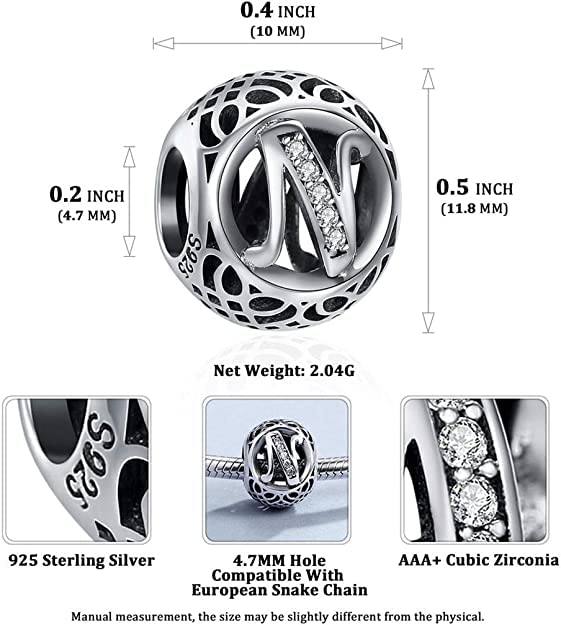 0.4 INCH
(10 MM)
0.2 INCH
(4.7 MM)
0.5 INCH
(11.8 MM)
N
S925
Net Weight: 2.04G
S925
N
925 Sterling Silver
4.7MM Hole
Compatible With
European Snake Chain
AAA+ Cubic Zirconia
Manual measurement, the size may be slightly different from the physical.